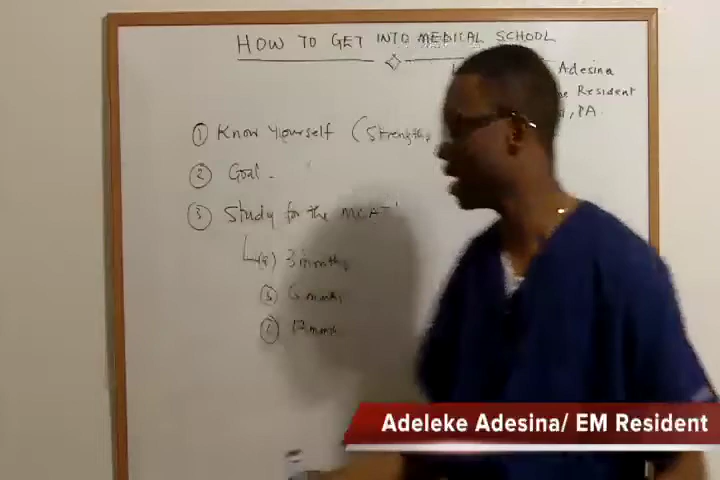 HOW TO GET INTO MEDICAL SCHOOL
Adesina
Resident
, PA.
① Know Yourself (Strengths,
② Goal.
③ Study for the MCAT
(a) 3 months
6 months
12 months
Adeleke Adesina/ EM Resident